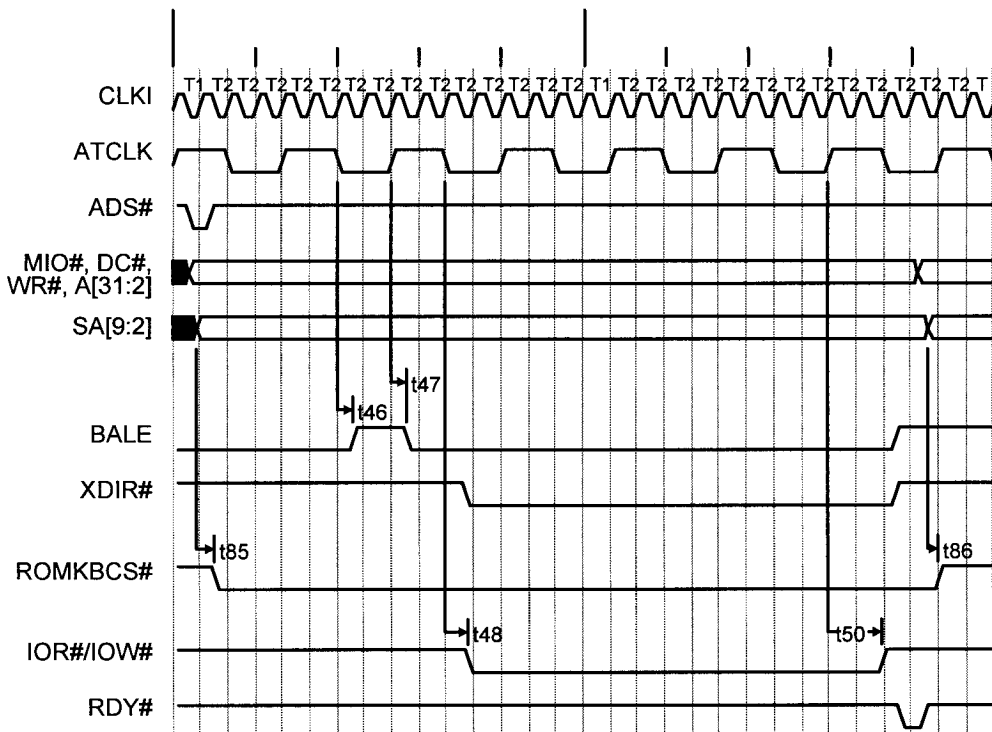 T1 T2 T2 T2 T2 T2 T2 T2 T2 T2 T2 T2 T2 T2 T2 T1 T2 T2 T2 T2 T2 T2 T2 T2 T2 T2 T2 T2 T2 T
CLKI
ATCLK
ADS#
MIO#, DC#,
WR#, A[31:2]
SA[9:2]
t47
t46
BALE
XDIR#
t85
t86
ROMKBCS#
t48
t50
IOR#/IOW#
RDY#